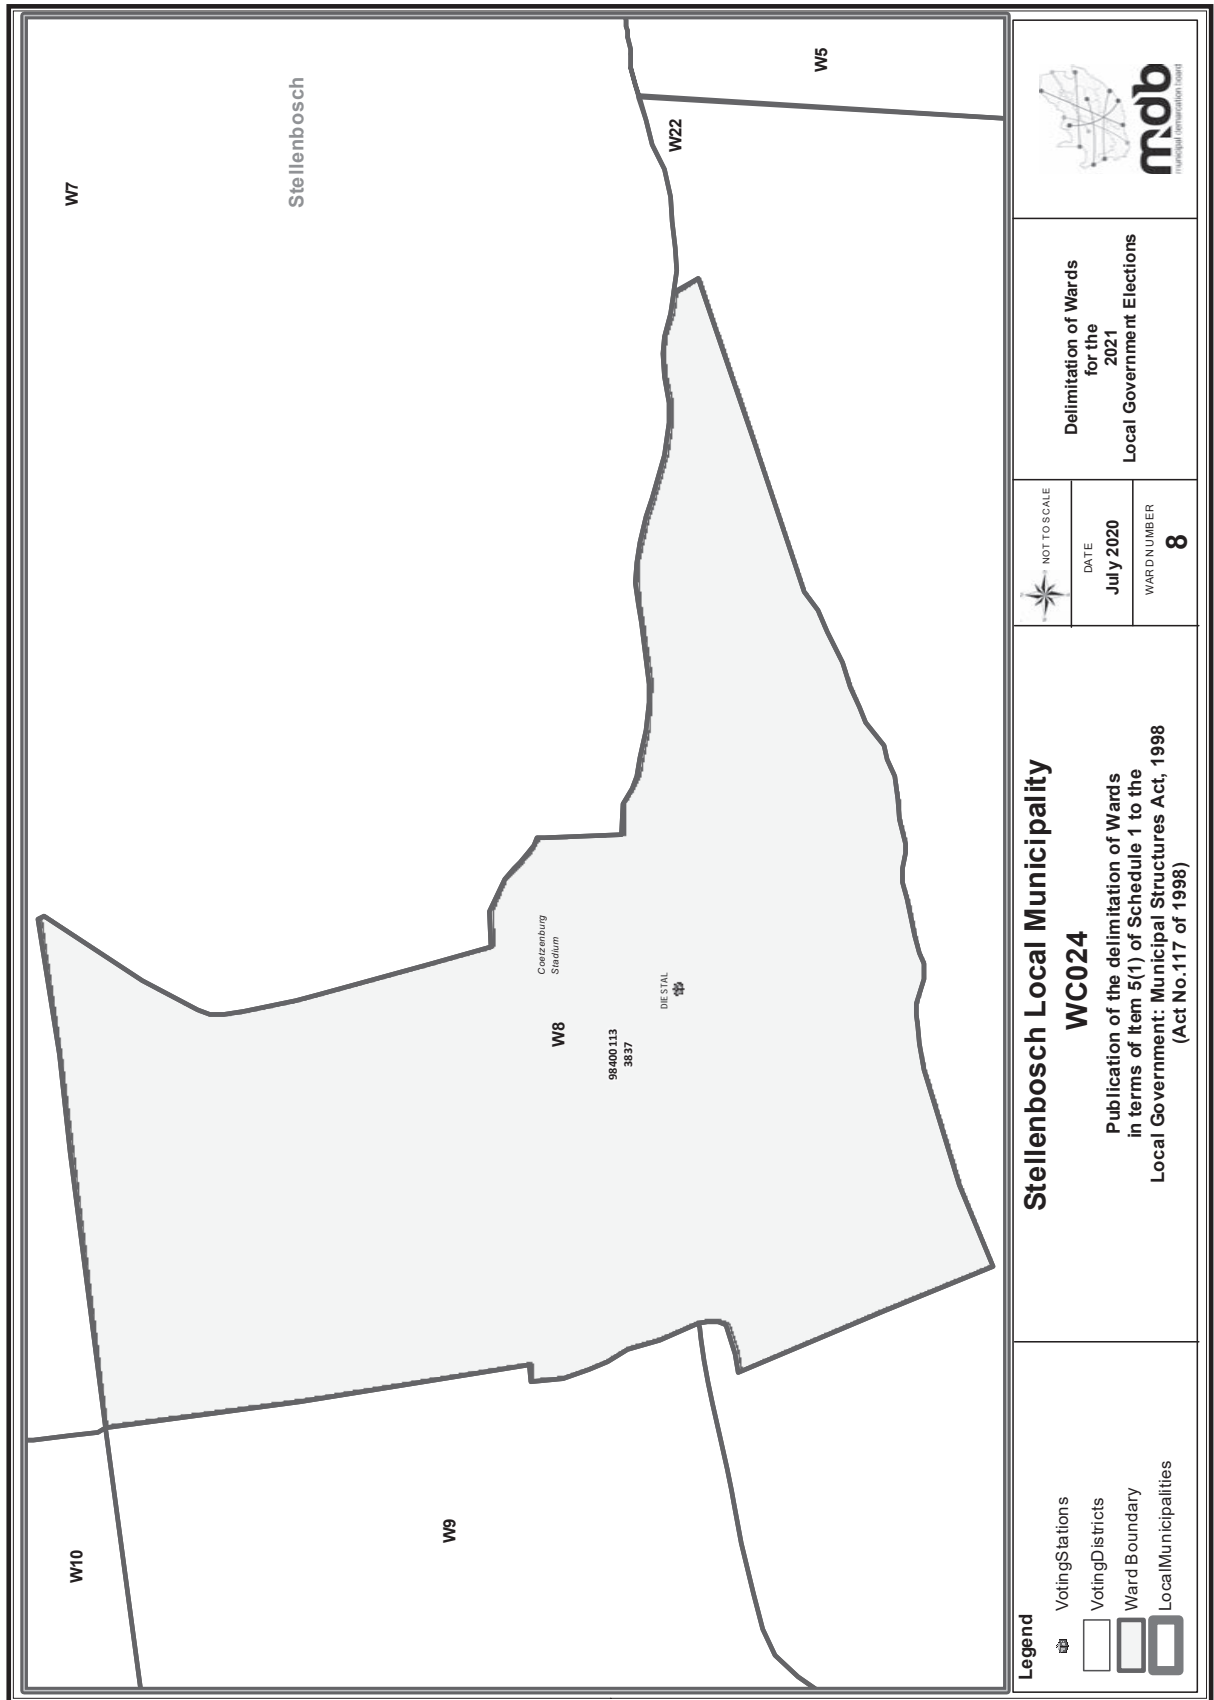 W10
W7
W9
Stellenbosch
W8
Coetzenburg
Stadium
98400113
3837
DIE STAL
W22
W5
Legend
VotingStations
VotingDistricts
Ward Boundary
LocalMunicipalities
Stellenbosch Local Municipality
WC024
Publication of the delimitation of Wards
in terms of Item 5(1) of Schedule 1 to the
Local Government: Municipal Structures Act, 1998
(Act No.117 of 1998)
NOT TO SCALE
DATE
July 2020
WARD NUMBER
8
Delimitation of Wards
for the
2021
Local Government Elections
mdb
municipal demarcation board